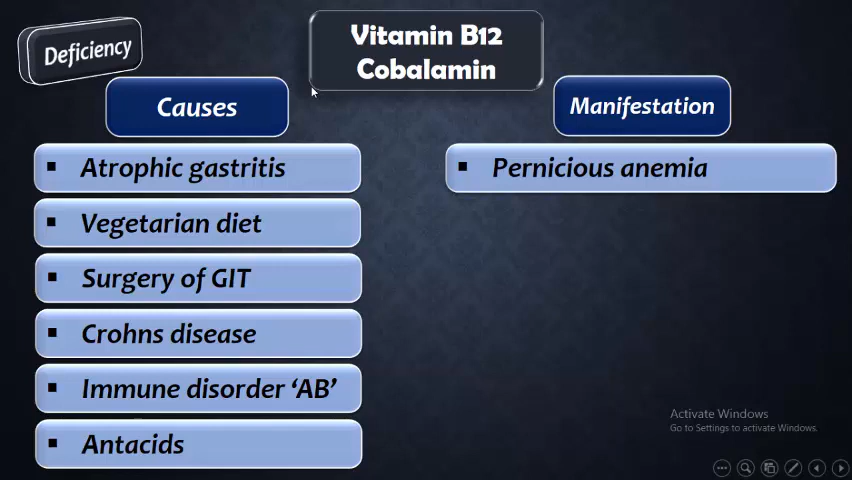 Deficiency
Vitamin B12
Cobalamin
Causes
Manifestation
▪ Atrophic gastritis
▪ Pernicious anemia
▪ Vegetarian diet
▪ Surgery of GIT
▪ Crohns disease
▪ Immune disorder ‘AB’
▪ Antacids
Activate Windows
Go to Settings to activate Windows.